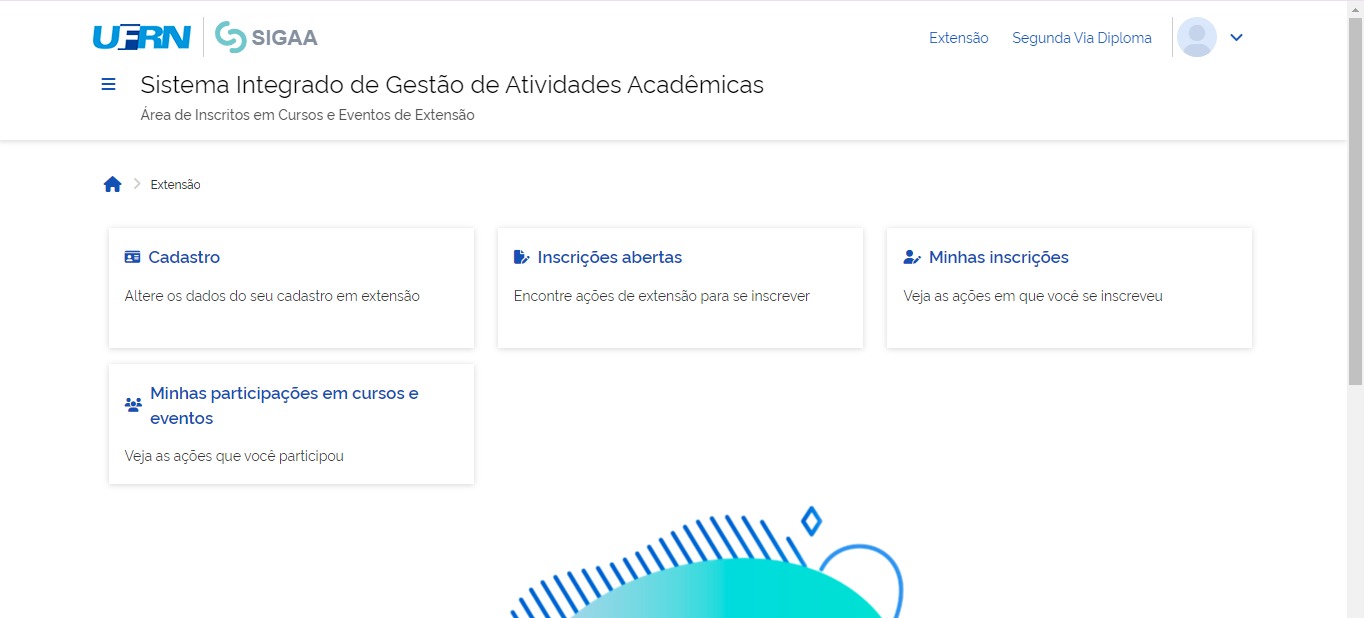 UFRN SIGAA Extensão Segunda Via Diploma
Sistema Integrado de Gestão de Atividades Acadêmicas
Área de Inscritos em Cursos e Eventos de Extensão
Extensão
Cadastro
Altere os dados do seu cadastro em extensão
Inscrições abertas
Encontre ações de extensão para se inscrever
Minhas inscrições
Veja as ações em que você se inscreveu
Minhas participações em cursos e
eventos
Veja as ações que você participou